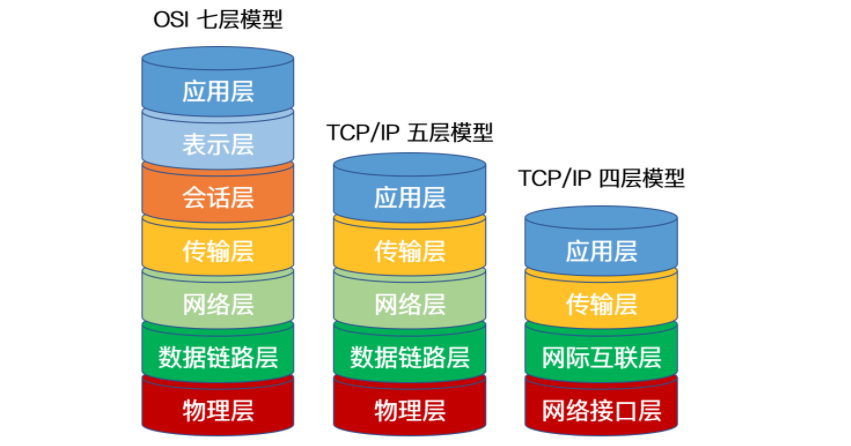 OSI 七层模型
应用层
表示层
会话层
传输层
网络层
数据链路层
物理层
TCP/IP 五层模型
应用层
传输层
网络层
数据链路层
物理层
TCP/IP 四层模型
应用层
传输层
网际互联层
网络接口层